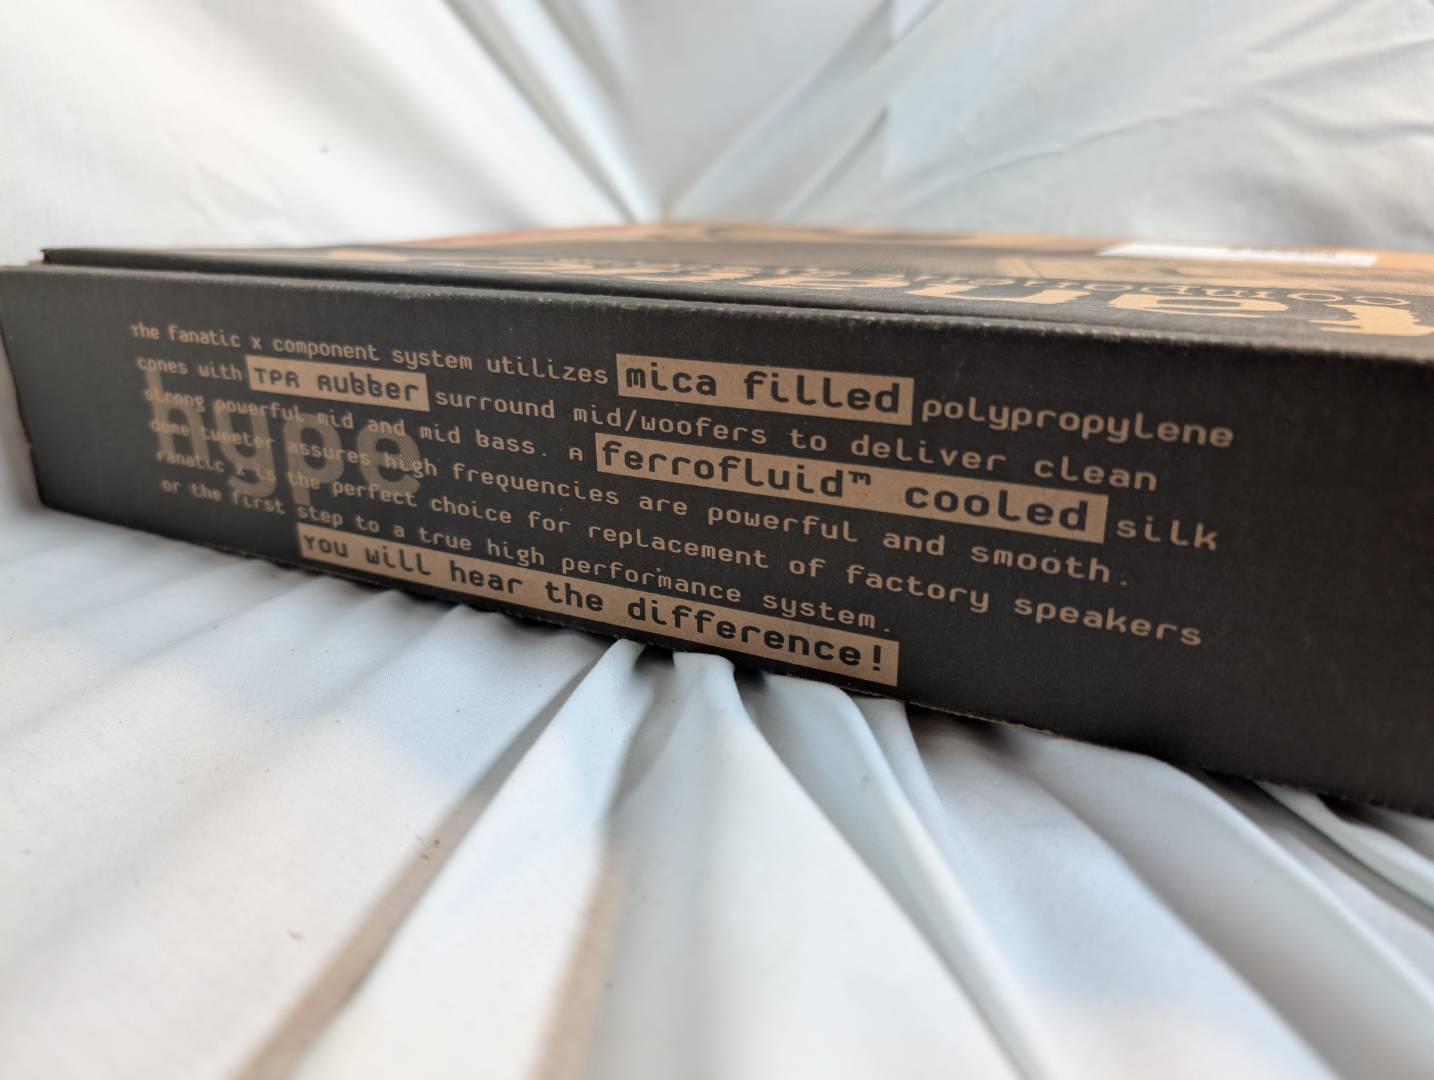 The fanatic x component system utilizes mica filled polypropylene
cones with TPR Rubber surround mid/woofers to deliver clean
strong powerful mid and mid bass. A ferrofluid™ cooled silk
dome tweeter assures high frequencies are powerful and smooth.
Fanatic x is the perfect choice for replacement of factory speakers
or the first step to a true high performance system.
You will hear the difference!
hype